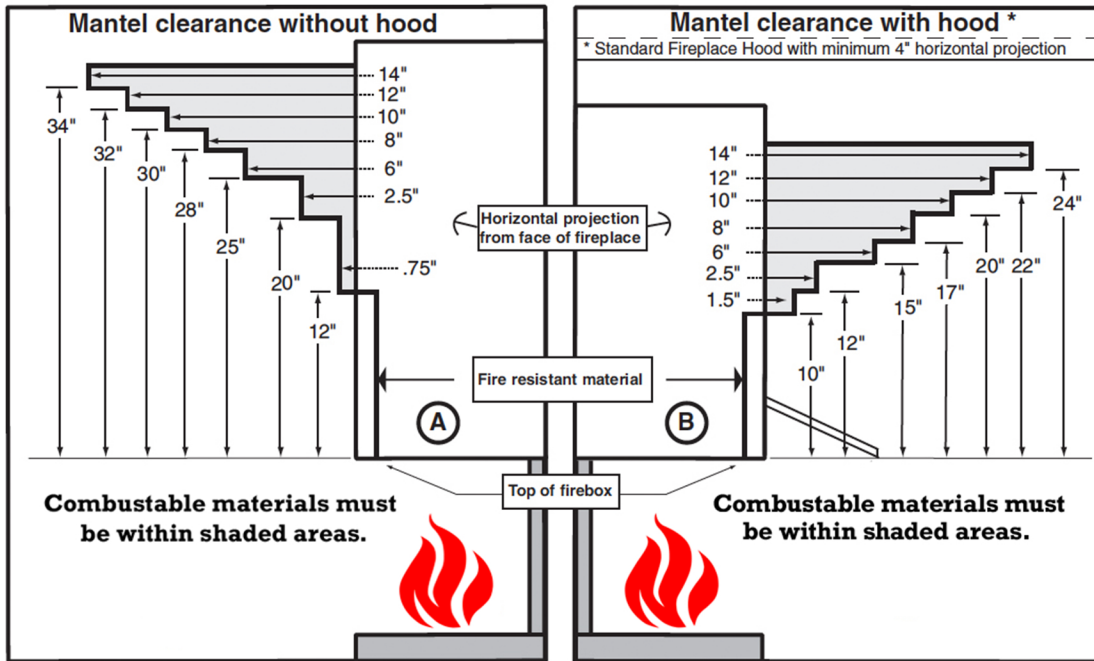 Mantel clearance without hood
14"
12"
10"
8"
6"
2.5"
.75"
34"
32"
30"
28"
25"
20"
12"
Mantel clearance with hood *
* Standard Fireplace Hood with minimum 4" horizontal projection
14"
12"
10"
8"
6"
2.5"
1.5"
24"
22"
20"
17"
15"
12"
10"
Horizontal projection
from face of fireplace
Fire resistant material
A
B
Top of firebox
Combustable materials must
be within shaded areas.
Combustable materials must
be within shaded areas.